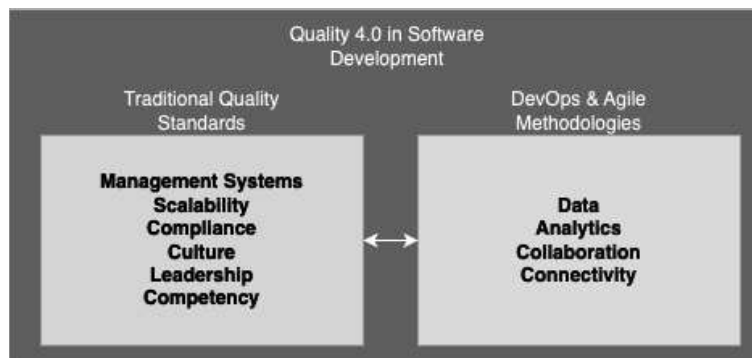 Quality 4.0 in Software
Development
Traditional Quality
Standards
Management Systems
Scalability
Compliance
Culture
Leadership
Competency
DevOps & Agile
Methodologies
Data
Analytics
Collaboration
Connectivity